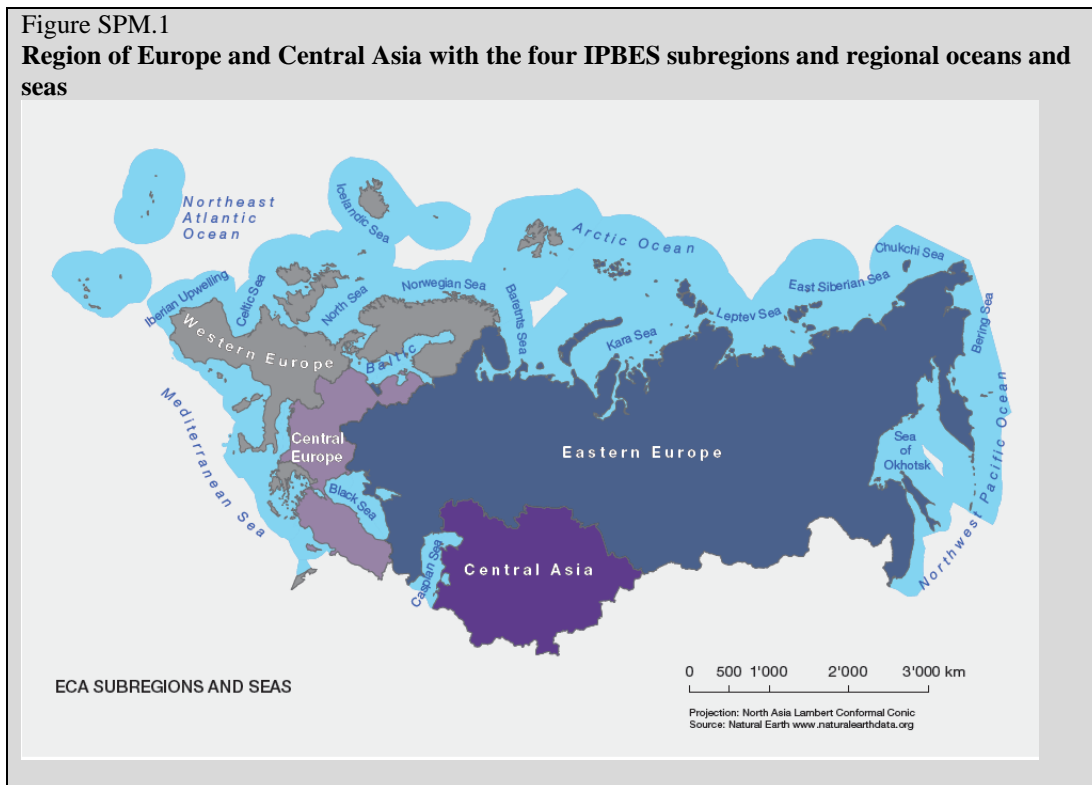 Figure SPM.1
Region of Europe and Central Asia with the four IPBES subregions and regional oceans and
seas
Northeast
Atlantic
Ocean
Icelandic Sea
Arctic Ocean
Chukchi Sea
Iberian Upwelling
Celtic Sea
North Sea
Norwegian Sea
Baretnts Sea
Kara Sea
Leptev Sea
East Siberian Sea
Bering Sea
Western Europe
Baltic
Mediterranean Sea
Central
Europe
Eastern Europe
Sea
of
Okhotsk
Northwest Pacific Ocean
Black Sea
Caspian Sea
Central Asia
ECA SUBREGIONS AND SEAS
0 500 1'000 2'000 3'000 km
Projection: North Asia Lambert Conformal Conic
Source: Natural Earth www.naturalearthdata.org